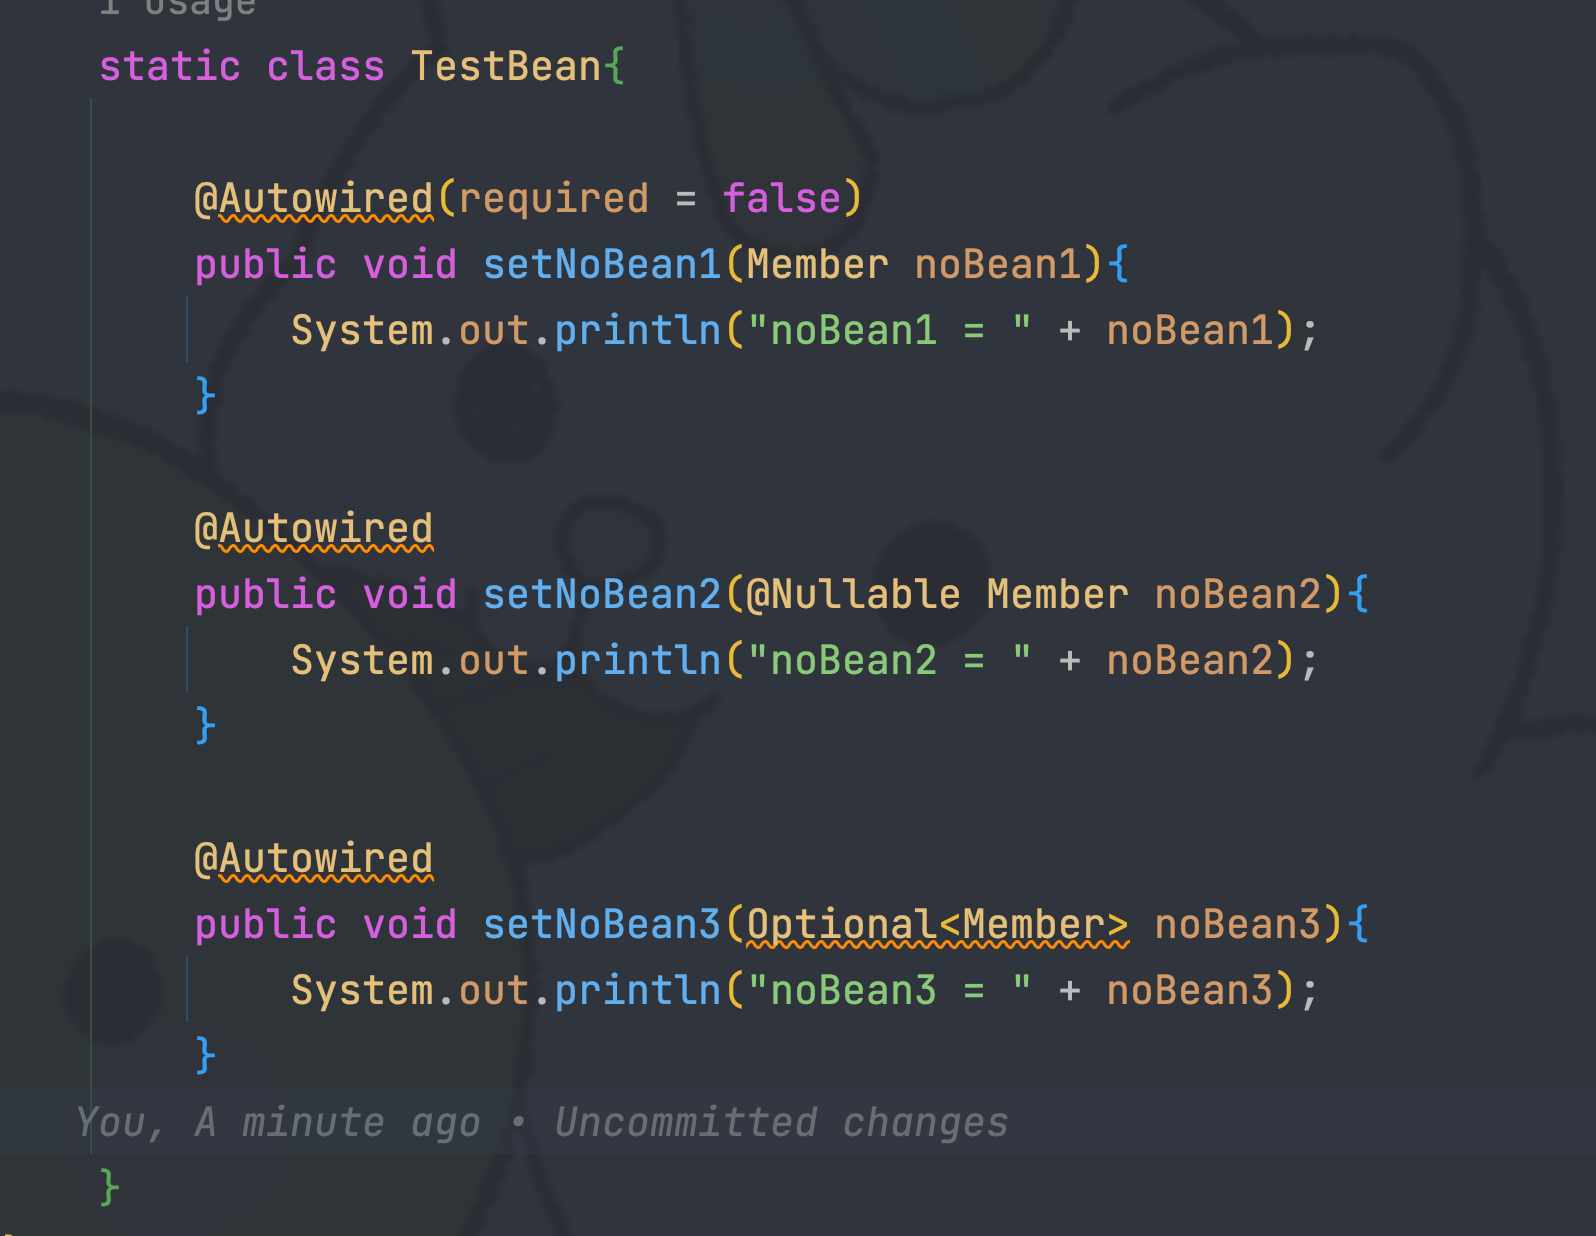 1 usage
static class TestBean{
@Autowired(required = false)
public void setNoBean1(Member noBean1){
System.out.println("noBean1 = " + noBean1);
}
@Autowired
public void setNoBean2(@Nullable Member noBean2){
System.out.println("noBean2 = " + noBean2);
}
@Autowired
public void setNoBean3(Optional<Member> noBean3){
System.out.println("noBean3 = " + noBean3);
}
You, A minute ago • Uncommitted changes
}